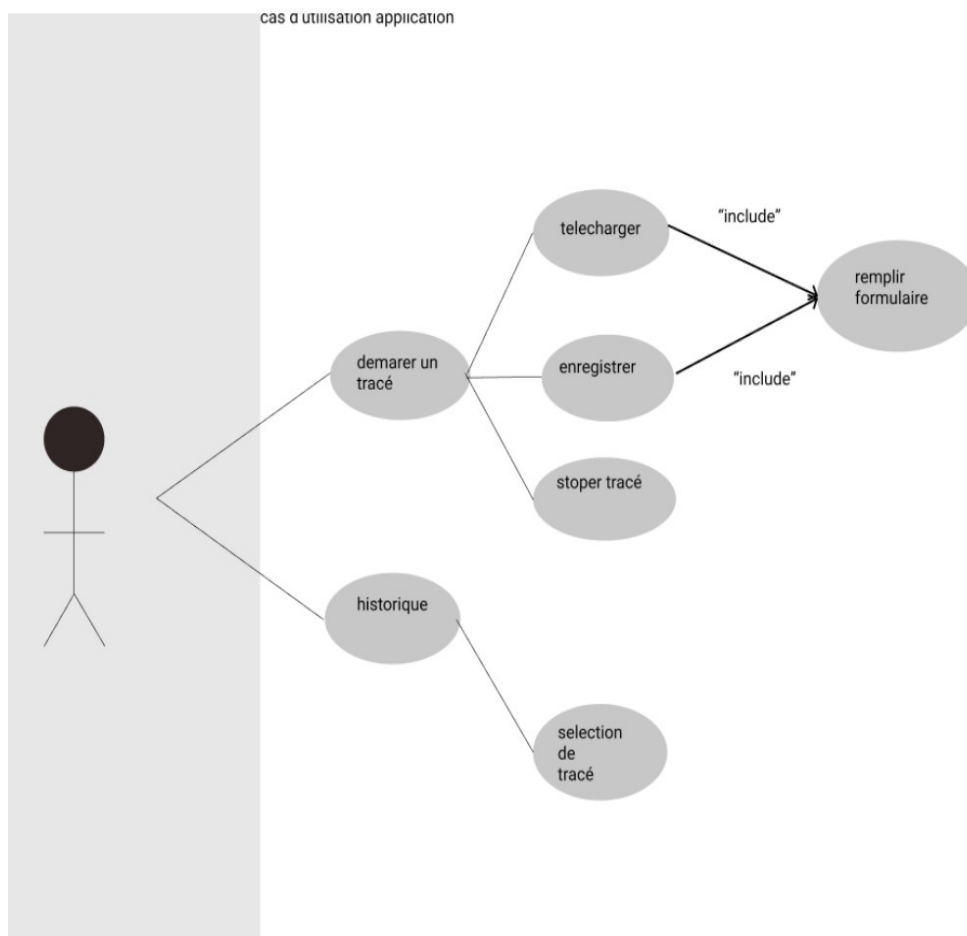 cas d'utilisation application
telecharger
“include”
remplir
formulaire
demarer un
tracé
enregistrer
“include”
stoper tracé
historique
selection
de
tracé